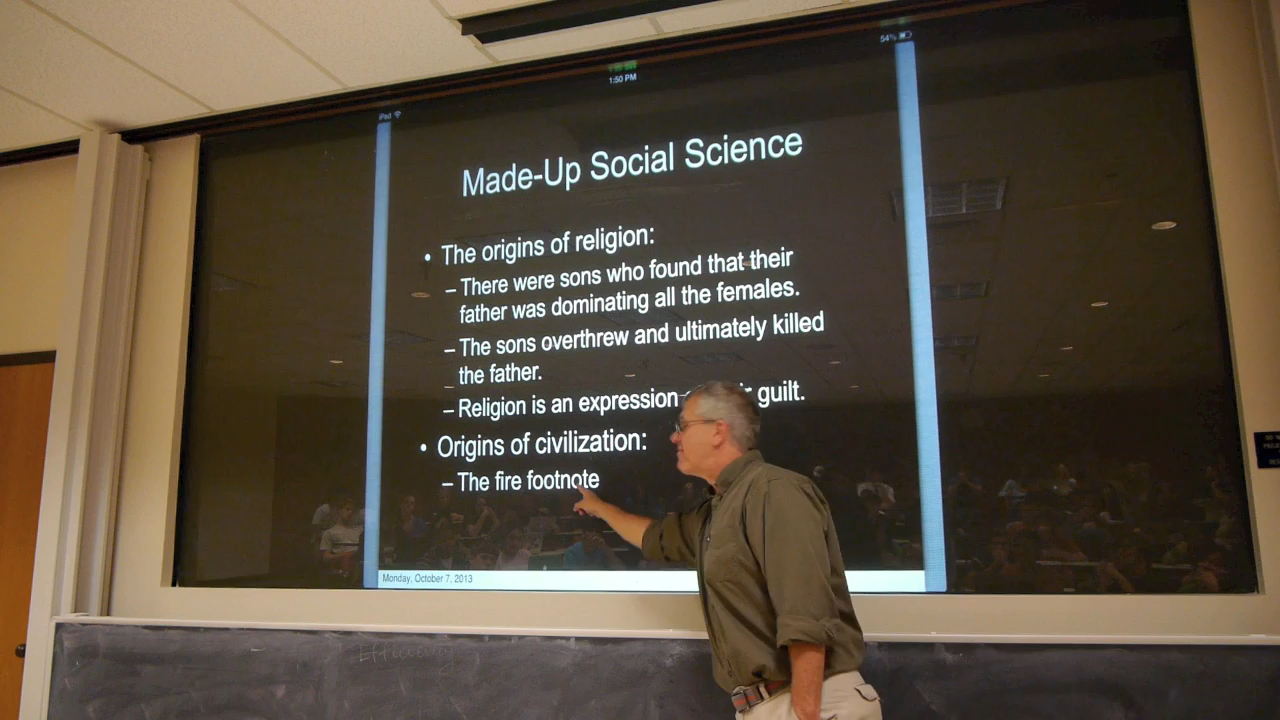 54%
1:50 PM
iPad
Made-Up Social Science
• The origins of religion:
– There were sons who found that their
father was dominating all the females.
– The sons overthrew and ultimately killed
the father.
– Religion is an expression guilt.
• Origins of civilization:
– The fire footnote
Monday, October 7, 2013